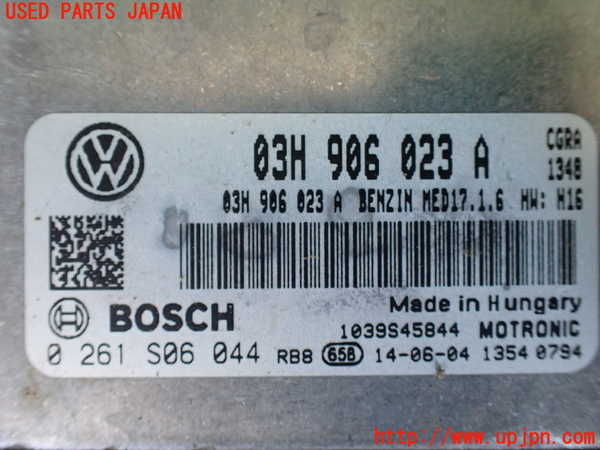 USED PARTS JAPAN
03H 906 023 A
CGRA
1348
03H 906 023 A BENZIN MED17.1.6 HW: H16
BOSCH
Made in Hungary
1039S45844 MOTRONIC
0 261 S06 044 RB8 658 14-06-04 1354 0794
http://www.upjpn.com/